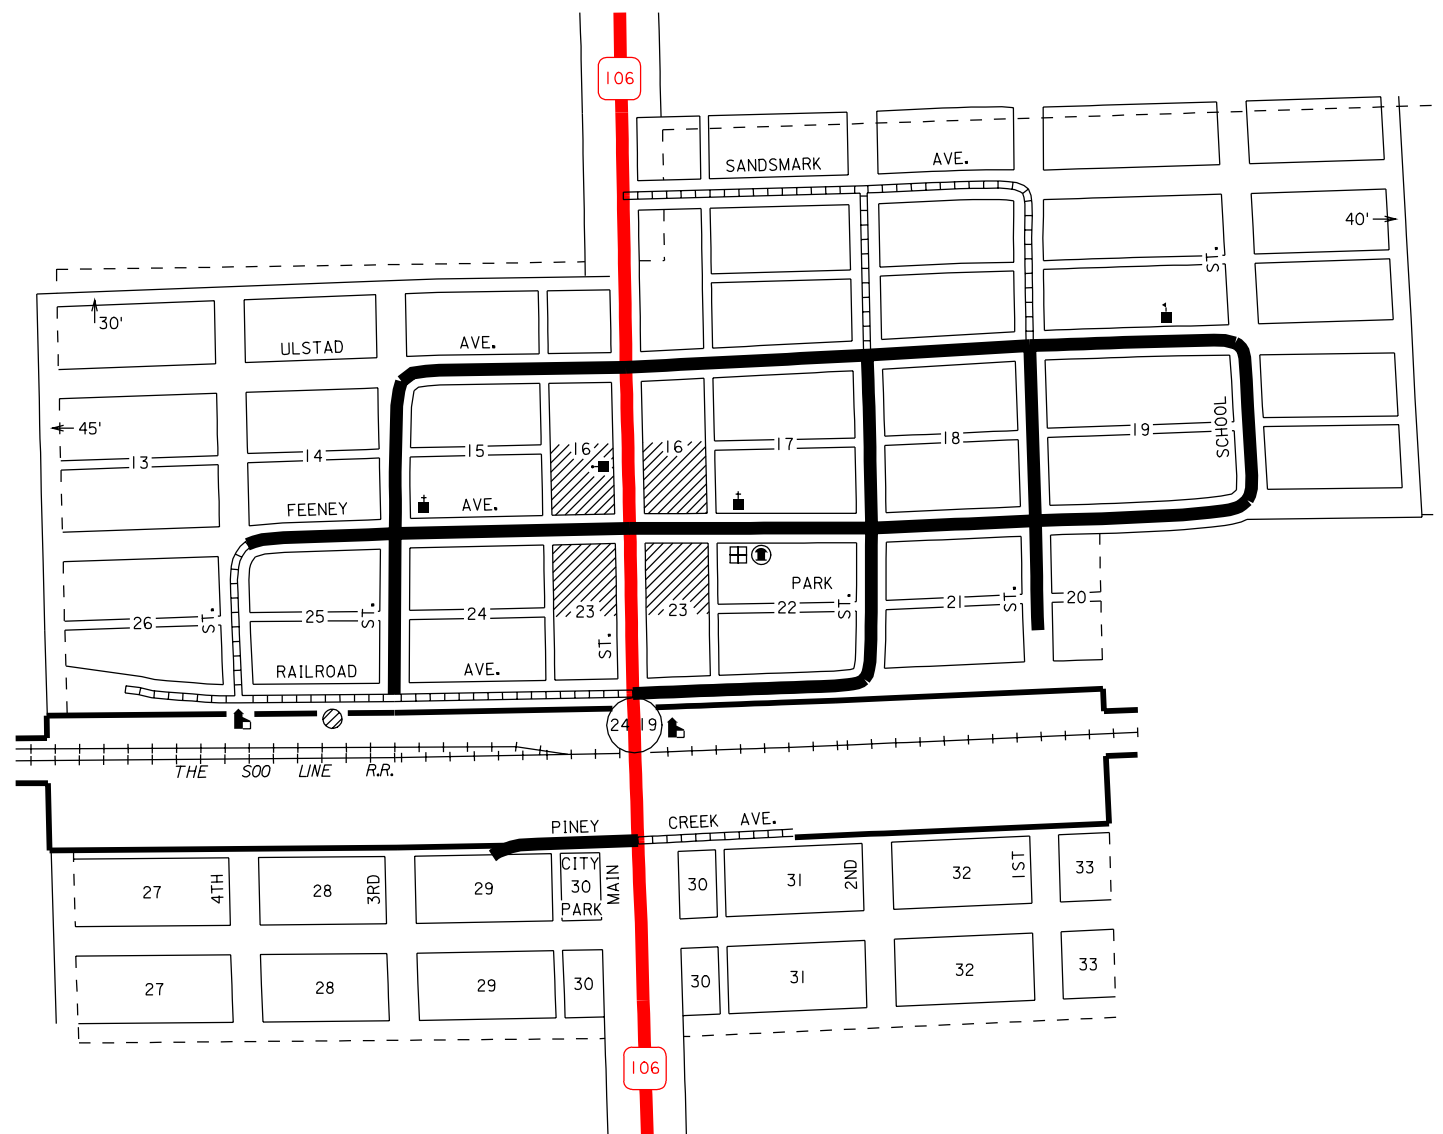 106
SANDSMARK AVE.
40'
ST.
30'
ULSTAD AVE.
45'
SCHOOL
13 14 15 16 16 17 18 19
FEENEY AVE.
PARK
26 25 24 23 23 22 21 20
ST. ST. ST. ST. ST.
RAILROAD AVE.
24 19
THE SOO LINE R.R.
PINEY CREEK AVE.
CITY
30
PARK
4TH 3RD MAIN 2ND 1ST
27 28 29 30 31 32 33
27 28 29 30 30 31 32 33
106